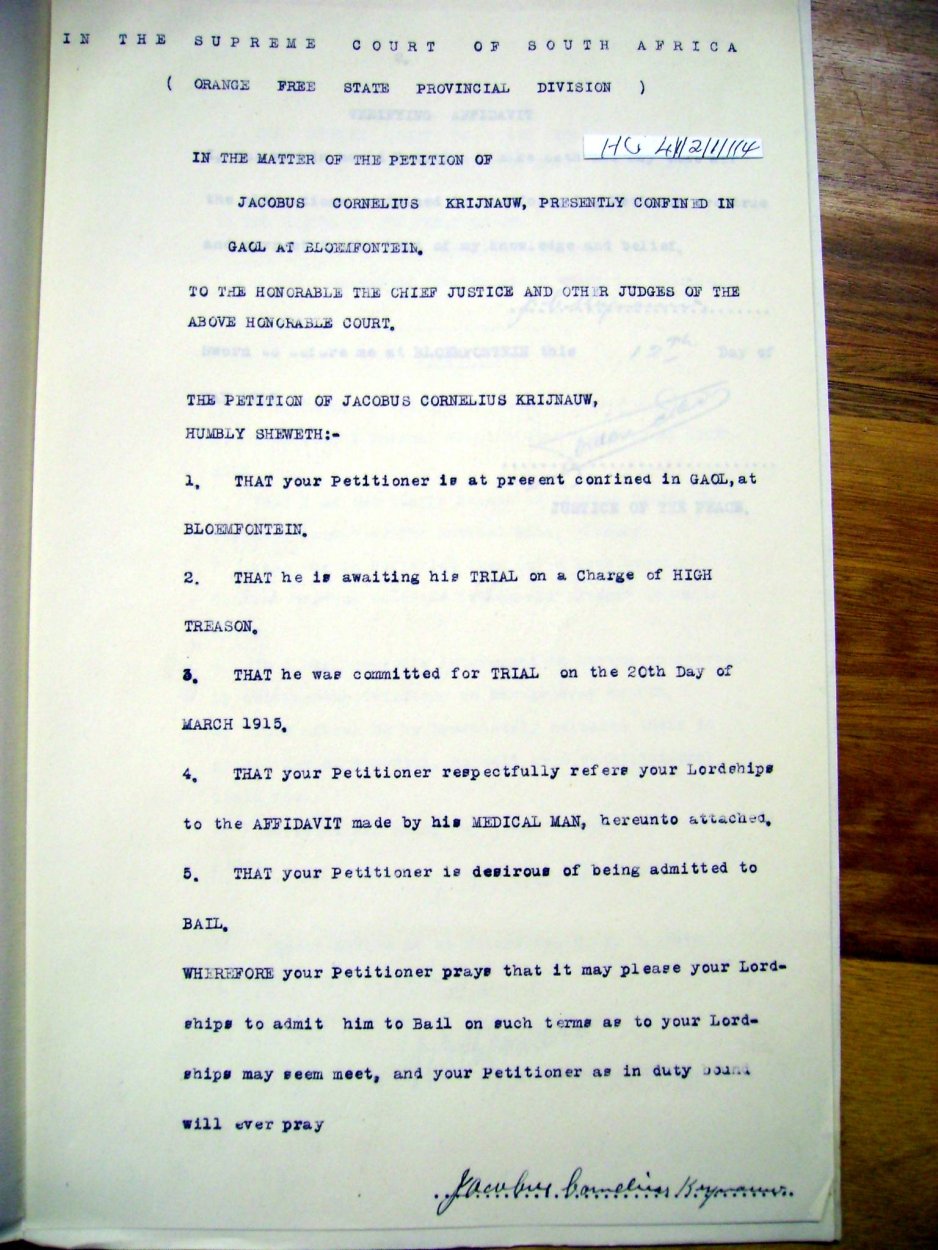 IN THE SUPREME COURT OF SOUTH AFRICA
( ORANGE FREE STATE PROVINCIAL DIVISION )
IN THE MATTER OF THE PETITION OF
JACOBUS CORNELIUS KRIJNAUW, PRESENTLY CONFINED IN
GAOL AT BLOEMFONTEIN.
TO THE HONORABLE THE CHIEF JUSTICE AND OTHER JUDGES OF THE
ABOVE HONORABLE COURT.
THE PETITION OF JACOBUS CORNELIUS KRIJNAUW,
HUMBLY SHEWETH:-
1. THAT your Petitioner is at present confined in GAOL, at
BLOEMFONTEIN.
2. THAT he is awaiting his TRIAL on a Charge of HIGH
TREASON.
3. THAT he was committed for TRIAL on the 20th Day of
MARCH 1915.
4. THAT your Petitioner respectfully refers your Lordships
to the AFFIDAVIT made by his MEDICAL MAN, hereunto attached.
5. THAT your Petitioner is desirous of being admitted to
BAIL.
WHEREFORE your Petitioner prays that it may please your Lord-
ships to admit him to Bail on such terms as to your Lord-
ships may seem meet, and your Petitioner as in duty bound
will ever pray
Jacobus Cornelius